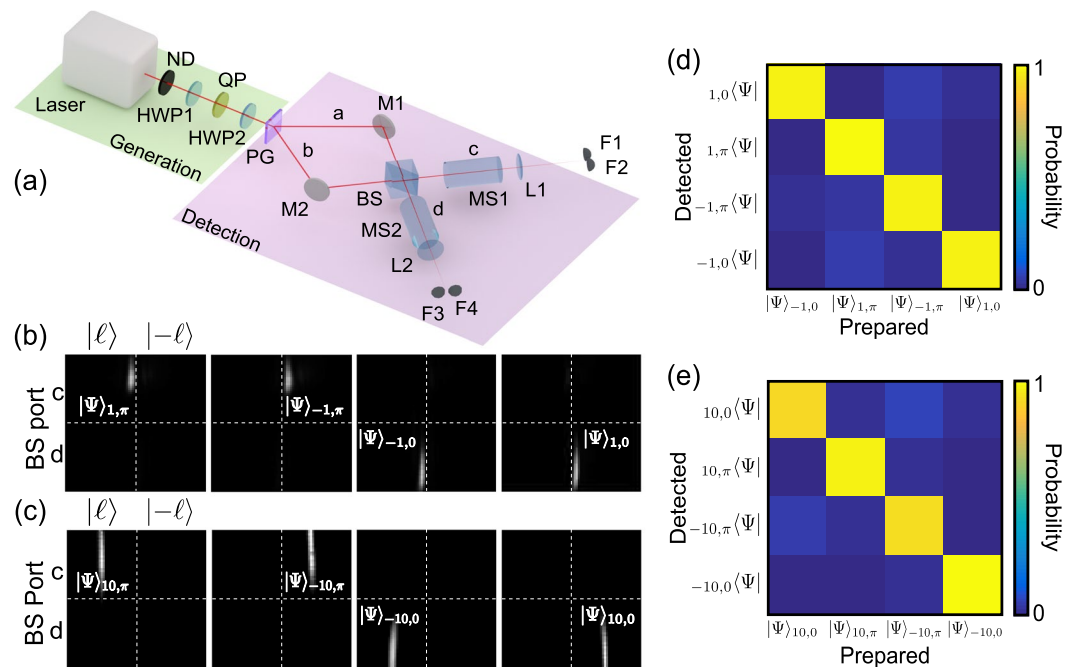 (a)
Laser
ND
HWP1
QP
HWP2
Generation
PG
a
b
M1
M2
BS
c
MS1
L1
F1
F2
d
MS2
L2
F3
F4
Detection
(b)
|ℓ⟩ |−ℓ⟩
BS port
c
d
|Ψ⟩1,π
|Ψ⟩−1,π
|Ψ⟩−1,0
|Ψ⟩1,0
(c)
|ℓ⟩ |−ℓ⟩
BS Port
c
d
|Ψ⟩10,π
|Ψ⟩−10,π
|Ψ⟩−10,0
|Ψ⟩10,0
(d)
Detected
1,0⟨Ψ|
1,π⟨Ψ|
−1,π⟨Ψ|
−1,0⟨Ψ|
|Ψ⟩−1,0 |Ψ⟩1,π |Ψ⟩−1,π |Ψ⟩1,0
Prepared
1
0
Probability
(e)
Detected
10,0⟨Ψ|
10,π⟨Ψ|
−10,π⟨Ψ|
−10,0⟨Ψ|
|Ψ⟩10,0 |Ψ⟩10,π |Ψ⟩−10,π |Ψ⟩−10,0
Prepared
1
0
Probability